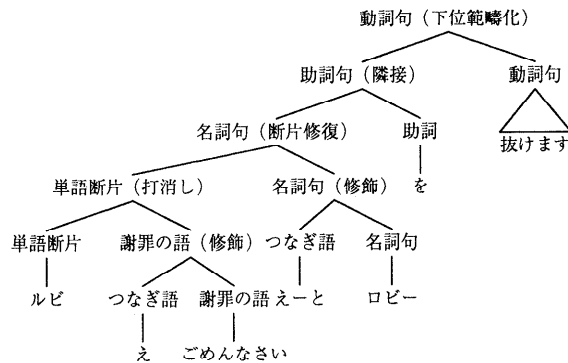 動詞句（下位範疇化）
助詞句（隣接） 動詞句
名詞句（断片修復） 助詞 抜けます
単語断片（打消し） 名詞句（修飾） を
単語断片 謝罪の語（修飾） つなぎ語 名詞句
ルビ つなぎ語 謝罪の語 えーと ロビー
え ごめんなさい